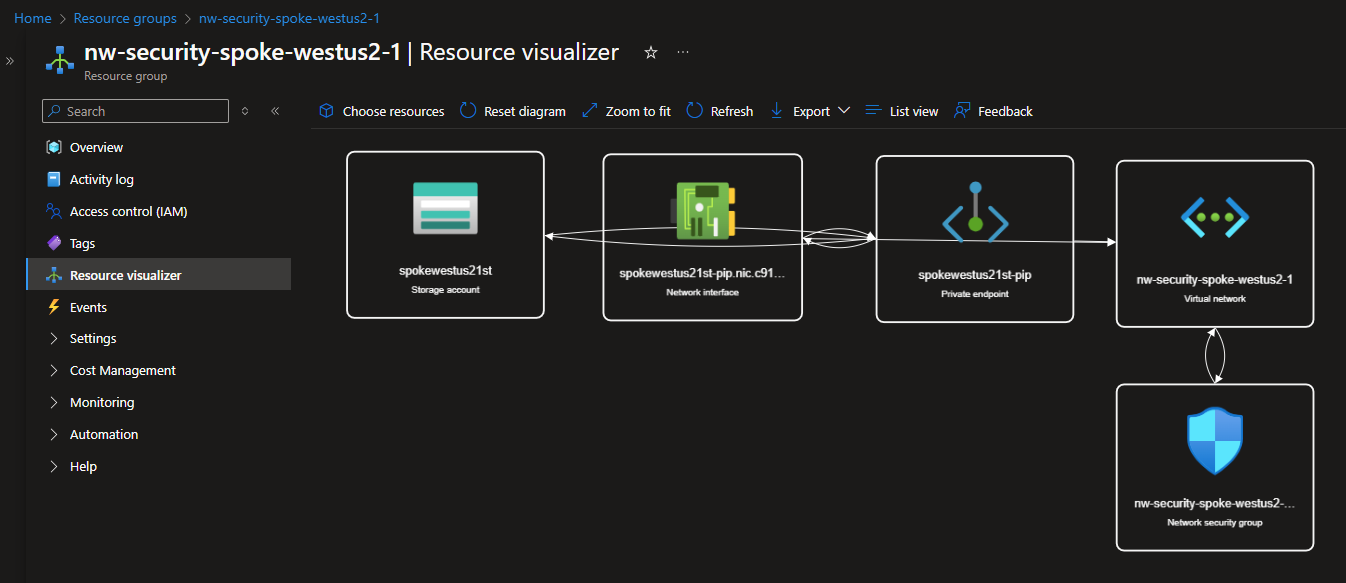 Home > Resource groups > nw-security-spoke-westus2-1
nw-security-spoke-westus2-1 | Resource visualizer
Resource group
Search
Choose resources Reset diagram Zoom to fit Refresh Export List view Feedback
Overview
Activity log
Access control (IAM)
Tags
Resource visualizer
Events
Settings
Cost Management
Monitoring
Automation
Help
spokewestus21st
Storage account
spokewestus21st-pip.nic.c91...
Network interface
spokewestus21st-pip
Private endpoint
nw-security-spoke-westus2-1
Virtual network
nw-security-spoke-westus2-...
Network security group